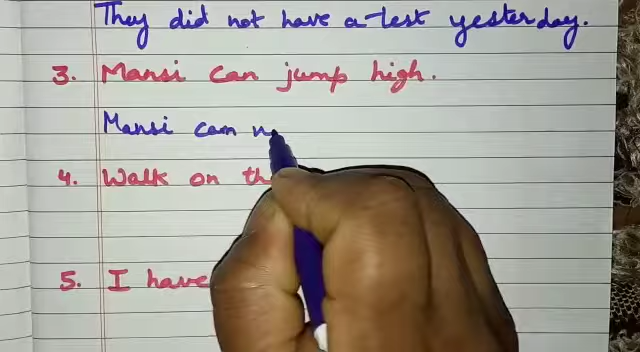 They did not have a test yesterday.
3. Mansi can jump high.
Mansi can n
4. Walk on th
5. I have